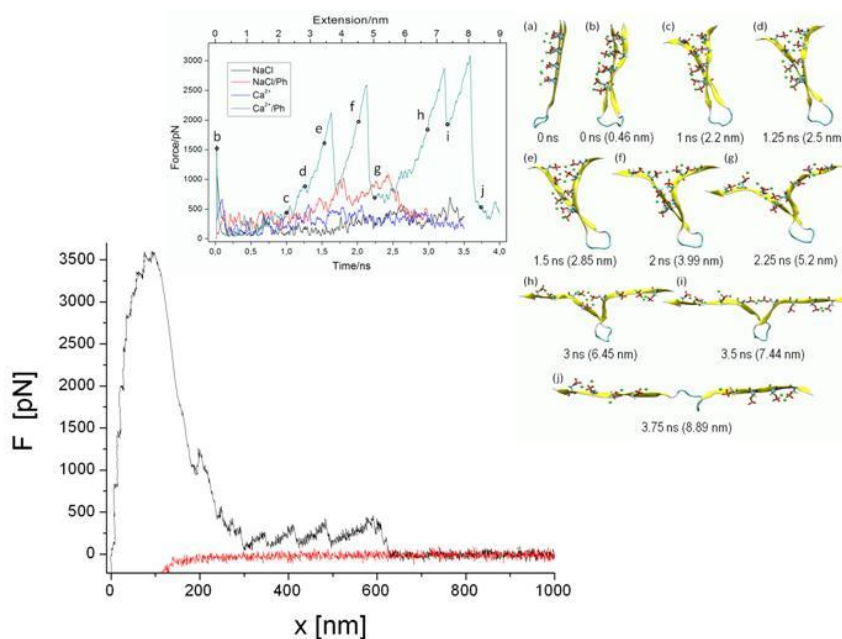 Extension/nm
0 1 2 3 4 5 6 7 8 9
NaCl
NaCl/Ph
Ca²⁺
Ca²⁺/Ph
Force/pN
3000
2500
2000
1500
1000
500
0
b
c
d
e
f
g
h
i
j
0,0 0,5 1,0 1,5 2,0 2,5 3,0 3,5 4,0
Time/ns
(a) (b) (c) (d)
0 ns 0 ns (0.46 nm) 1 ns (2.2 nm) 1.25 ns (2.5 nm)
(e) (f) (g)
1.5 ns (2.85 nm) 2 ns (3.99 nm) 2.25 ns (5.2 nm)
(h) (i)
3 ns (6.45 nm) 3.5 ns (7.44 nm)
(j)
3.75 ns (8.89 nm)
F [pN]
3500
3000
2500
2000
1500
1000
500
0
0 200 400 600 800 1000
x [nm]